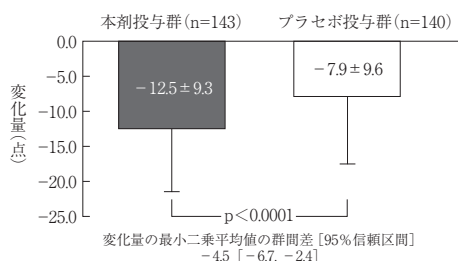 本剤投与群(n=143) プラセボ投与群(n=140)
変化量(点)
0.0
-5.0
-10.0
-15.0
-20.0
-25.0
-12.5±9.3
-7.9±9.6
p<0.0001
変化量の最小二乗平均値の群間差 [95%信頼区間]
-4.5 [-6.7, -2.4]